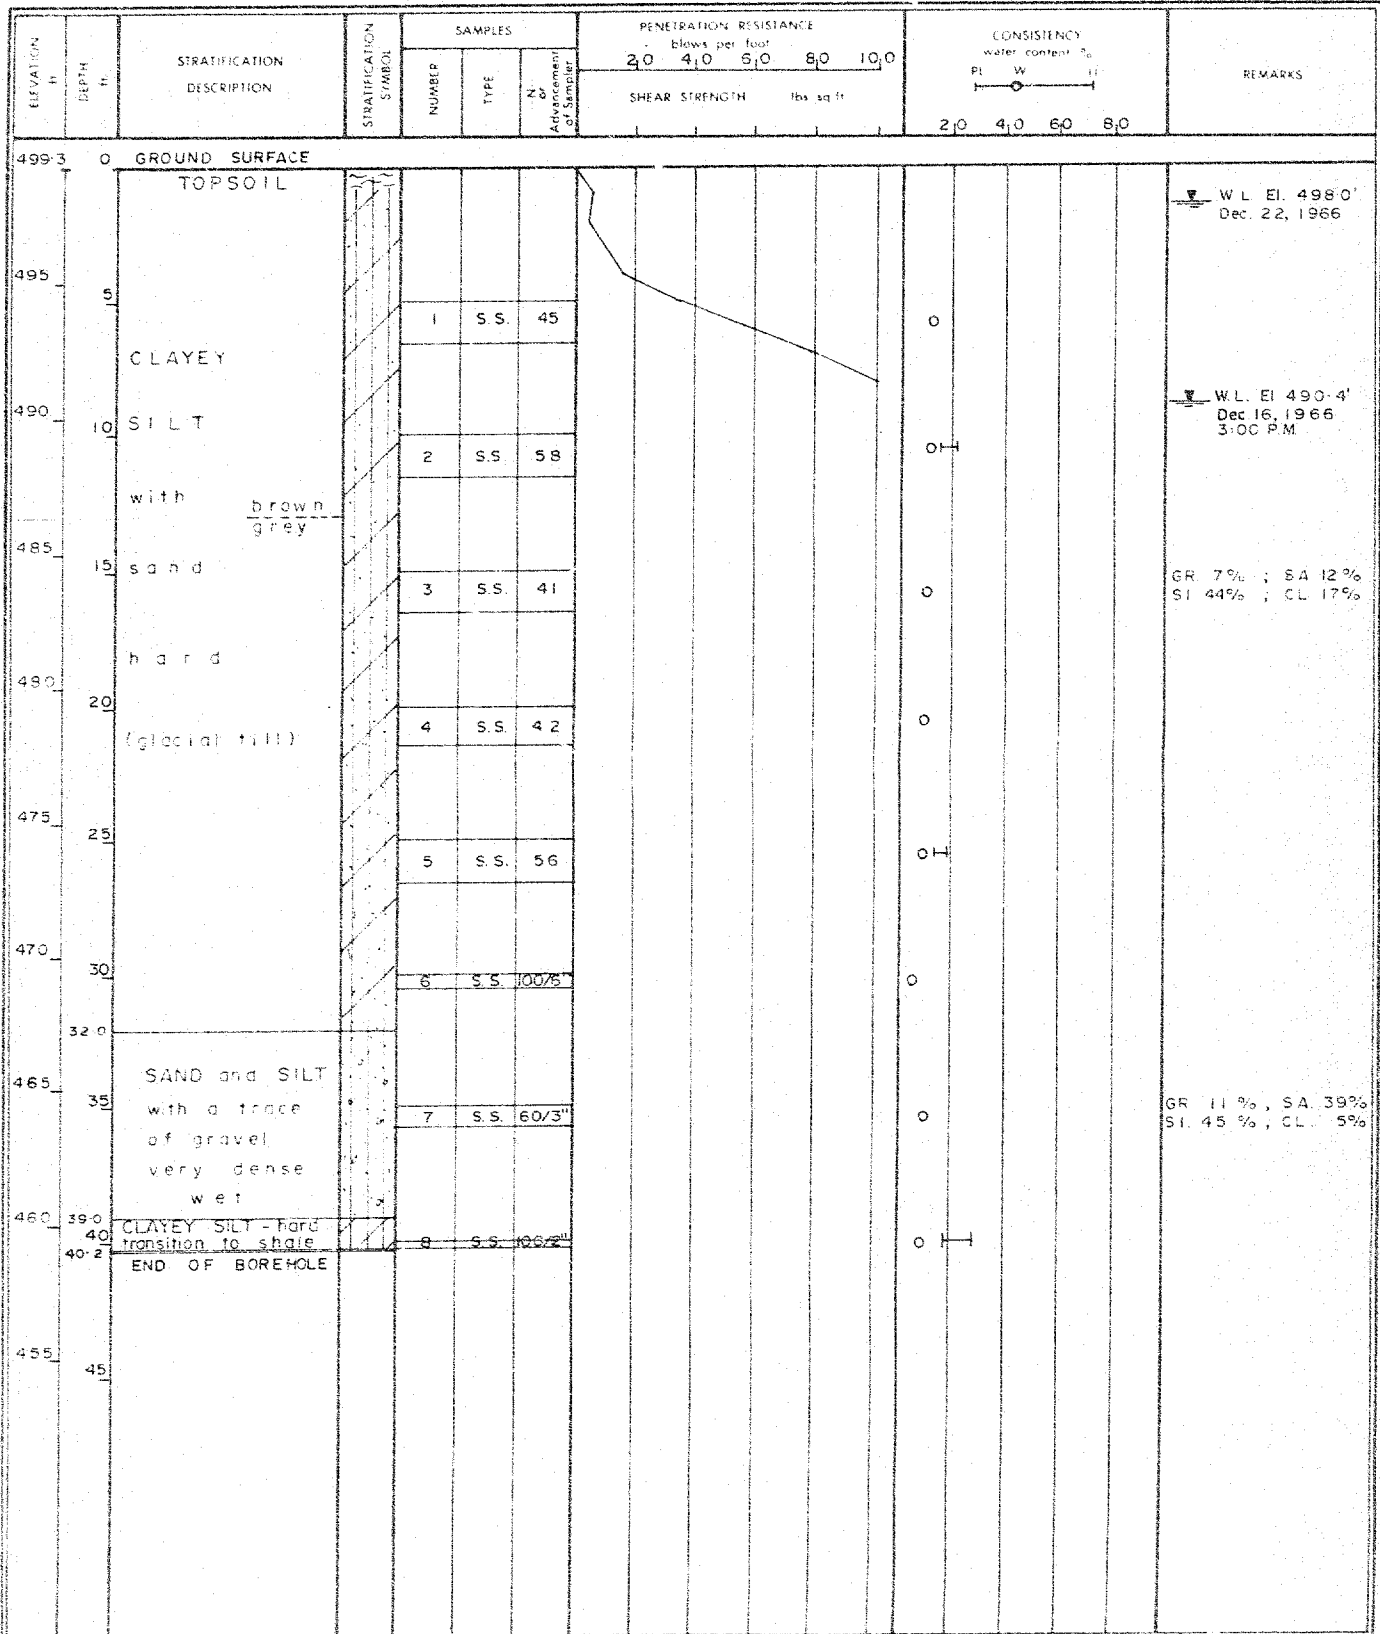 ELEVATION ft
DEPTH ft.
STRATIFICATION DESCRIPTION
STRATIFICATION SYMBOL
SAMPLES
NUMBER
TYPE
N or Advancement of Sampler
PENETRATION RESISTANCE
blows per foot
20 40 60 80 100
SHEAR STRENGTH lbs sq ft
CONSISTENCY
water content %
PL W
20 40 60 80
REMARKS
499.3 0 GROUND SURFACE
TOPSOIL
W L. El. 498.0'
Dec. 22, 1966
495
5
1 S.S. 45
CLAYEY
W.L. El 490.4'
Dec 16, 1966
3:00 P.M.
490
10 SILT
2 S.S. 58
with
brown
grey
485
15 sand
3 S.S. 41
GR. 7% ; SA 12%
SI 44% ; CL 17%
hard
480
20
4 S.S. 42
(glacial till)
475
25
5 S.S. 56
470
30
6 S.S. 100/6"
32.0
SAND and SILT
465
35 with a trace
7 S.S. 60/3"
GR 11 %, SA. 39%
SI. 45 %, CL. 5%
of gravel
very dense
wet
460 39.0
CLAYEY SILT - hard
40 transition to shale
8 S.S. 106/2"
40.2
END OF BOREHOLE
455
45